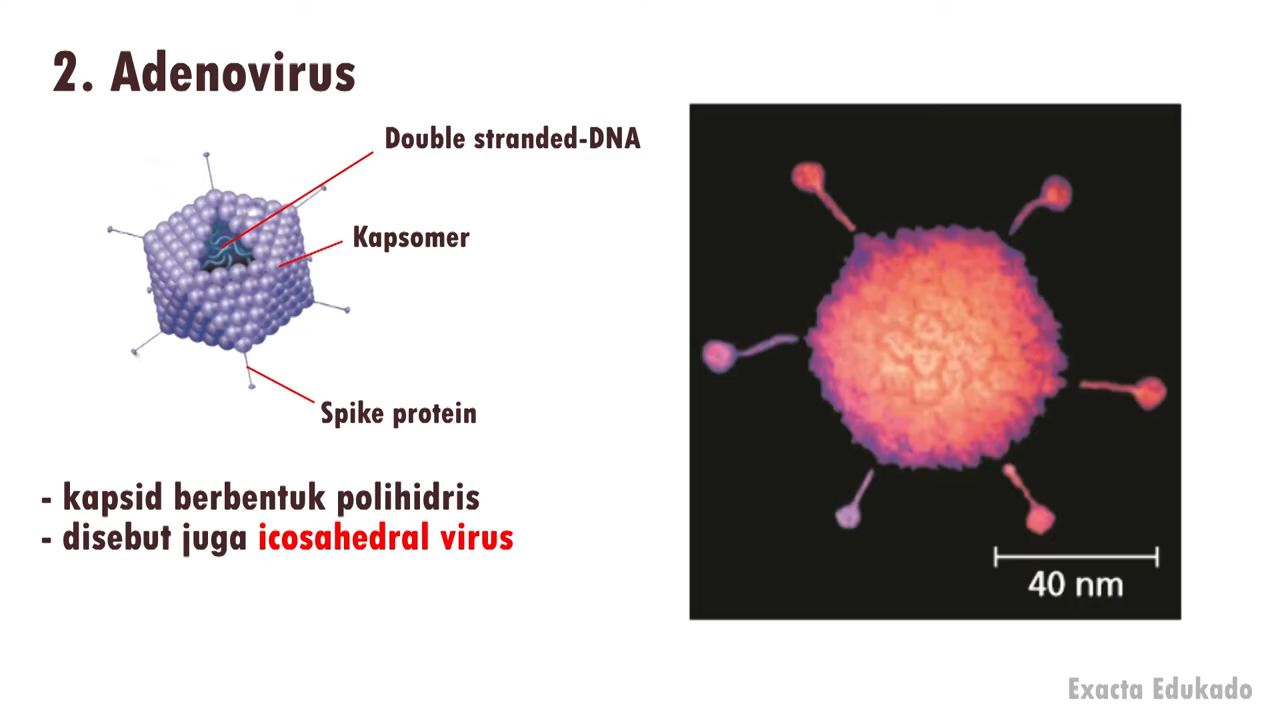 2. Adenovirus
Double stranded-DNA
Kapsomer
Spike protein
- kapsid berbentuk polihidris
- disebut juga icosahedral virus
40 nm
Exacta Edukado